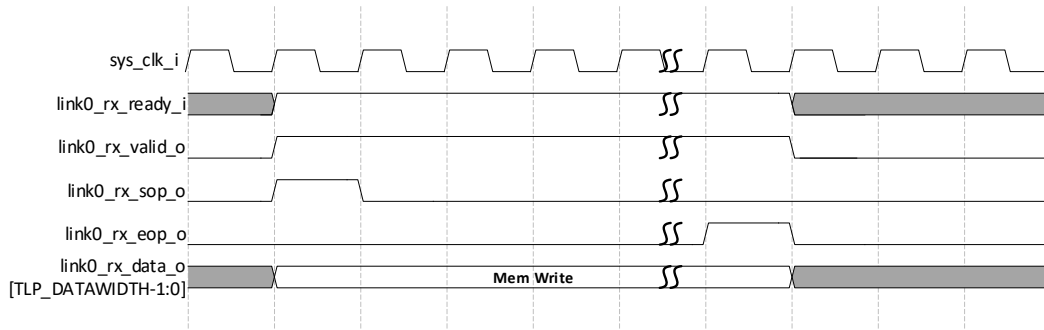 sys_clk_i
link0_rx_ready_i
link0_rx_valid_o
link0_rx_sop_o
link0_rx_eop_o
link0_rx_data_o
[TLP_DATAWIDTH-1:0]
Mem Write